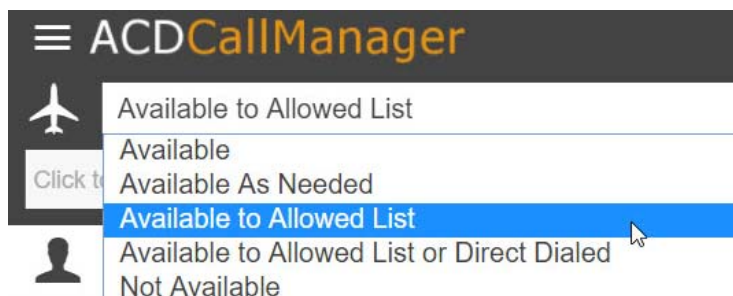 ACDCallManager
Available to Allowed List
Available
Click t
Available As Needed
Available to Allowed List
Available to Allowed List or Direct Dialed
Not Available